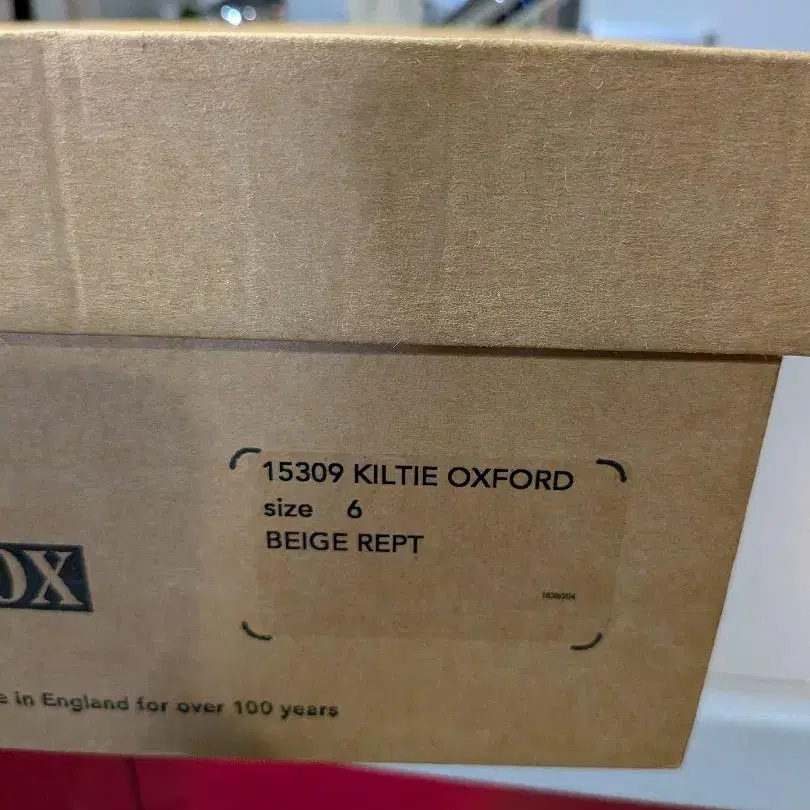 15309 KILTIE OXFORD
size 6
BEIGE REPT
OX
e in England for over 100 years